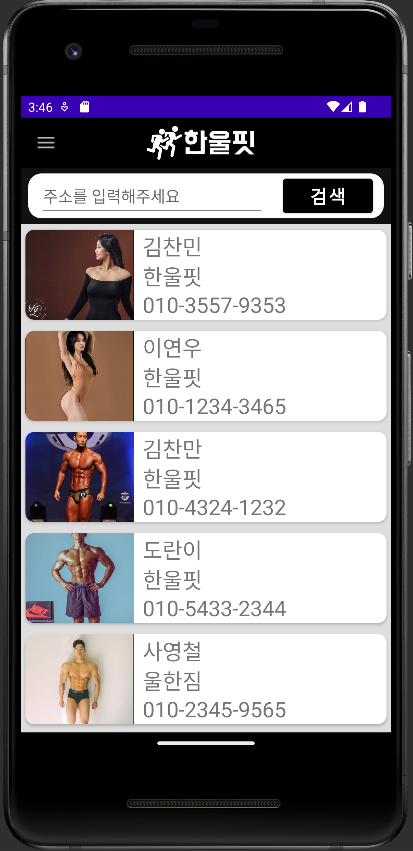 3:46
한울핏
주소를 입력해주세요
검색
김찬민
한울핏
010-3557-9353
이연우
한울핏
010-1234-3465
김찬만
한울핏
010-4324-1232
도란이
한울핏
010-5433-2344
사영철
울한짐
010-2345-9565